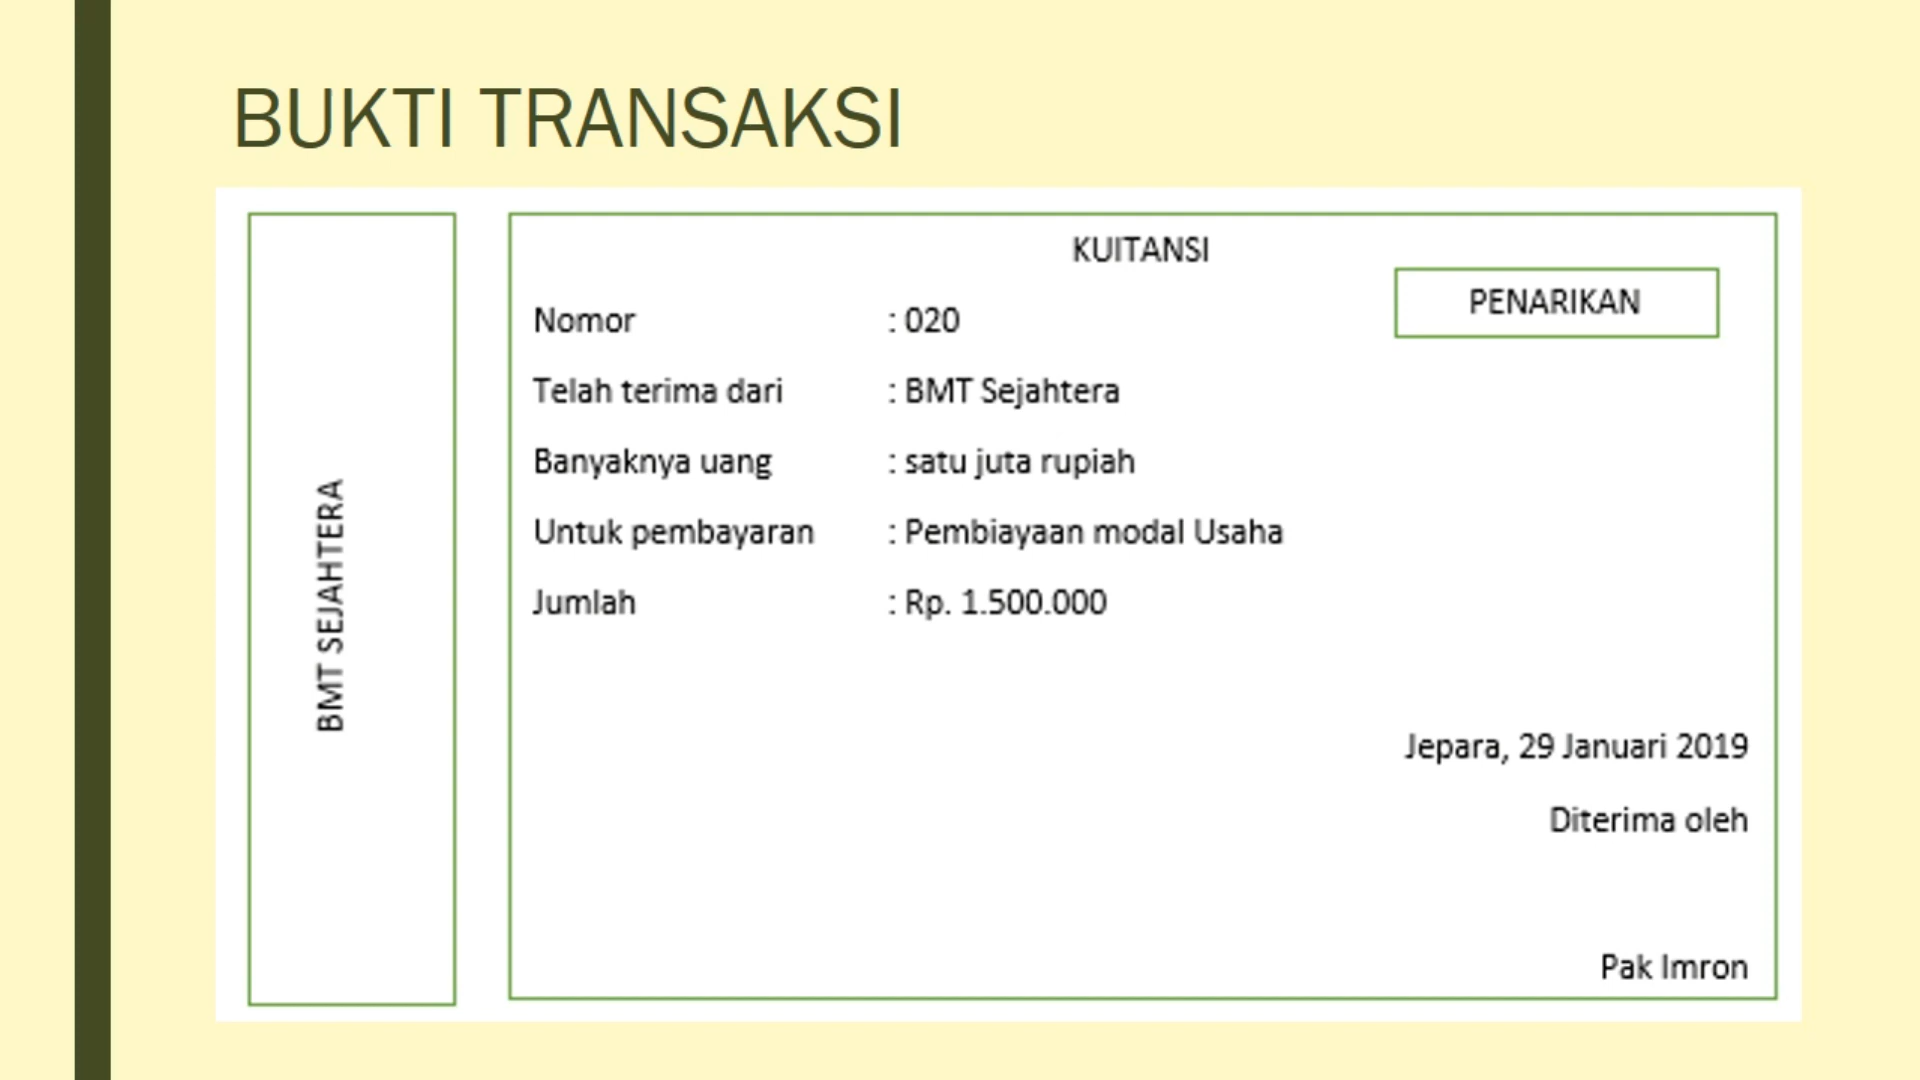 BUKTI TRANSAKSI
BMT SEJAHTERA
KUITANSI
PENARIKAN
Nomor : 020
Telah terima dari : BMT Sejahtera
Banyaknya uang : satu juta rupiah
Untuk pembayaran : Pembiayaan modal Usaha
Jumlah : Rp. 1.500.000
Jepara, 29 Januari 2019
Diterima oleh
Pak Imron